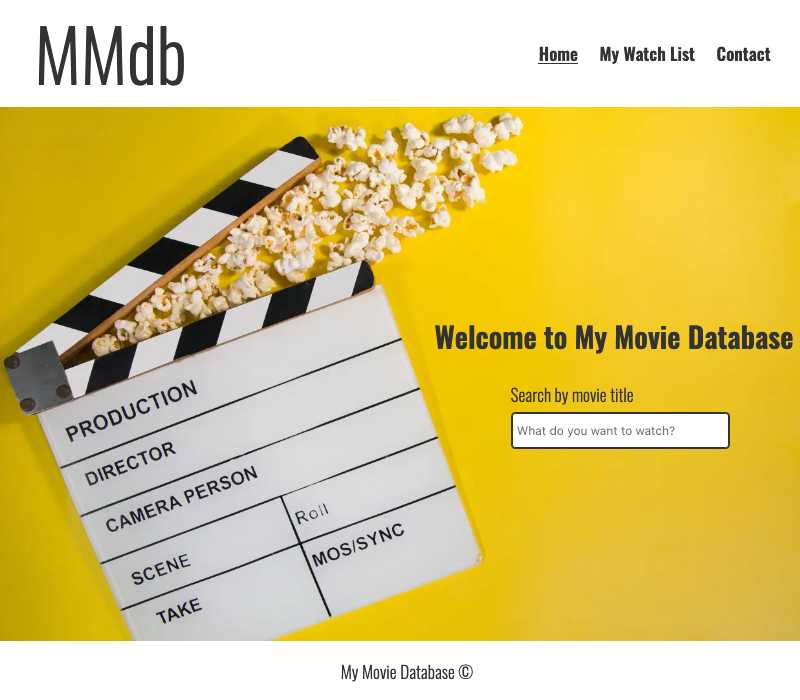 MMdb
Home My Watch List Contact
Welcome to My Movie Database
Search by movie title
What do you want to watch?
PRODUCTION
DIRECTOR
CAMERA PERSON
Roll
SCENE
MOS/SYNC
TAKE
My Movie Database ©